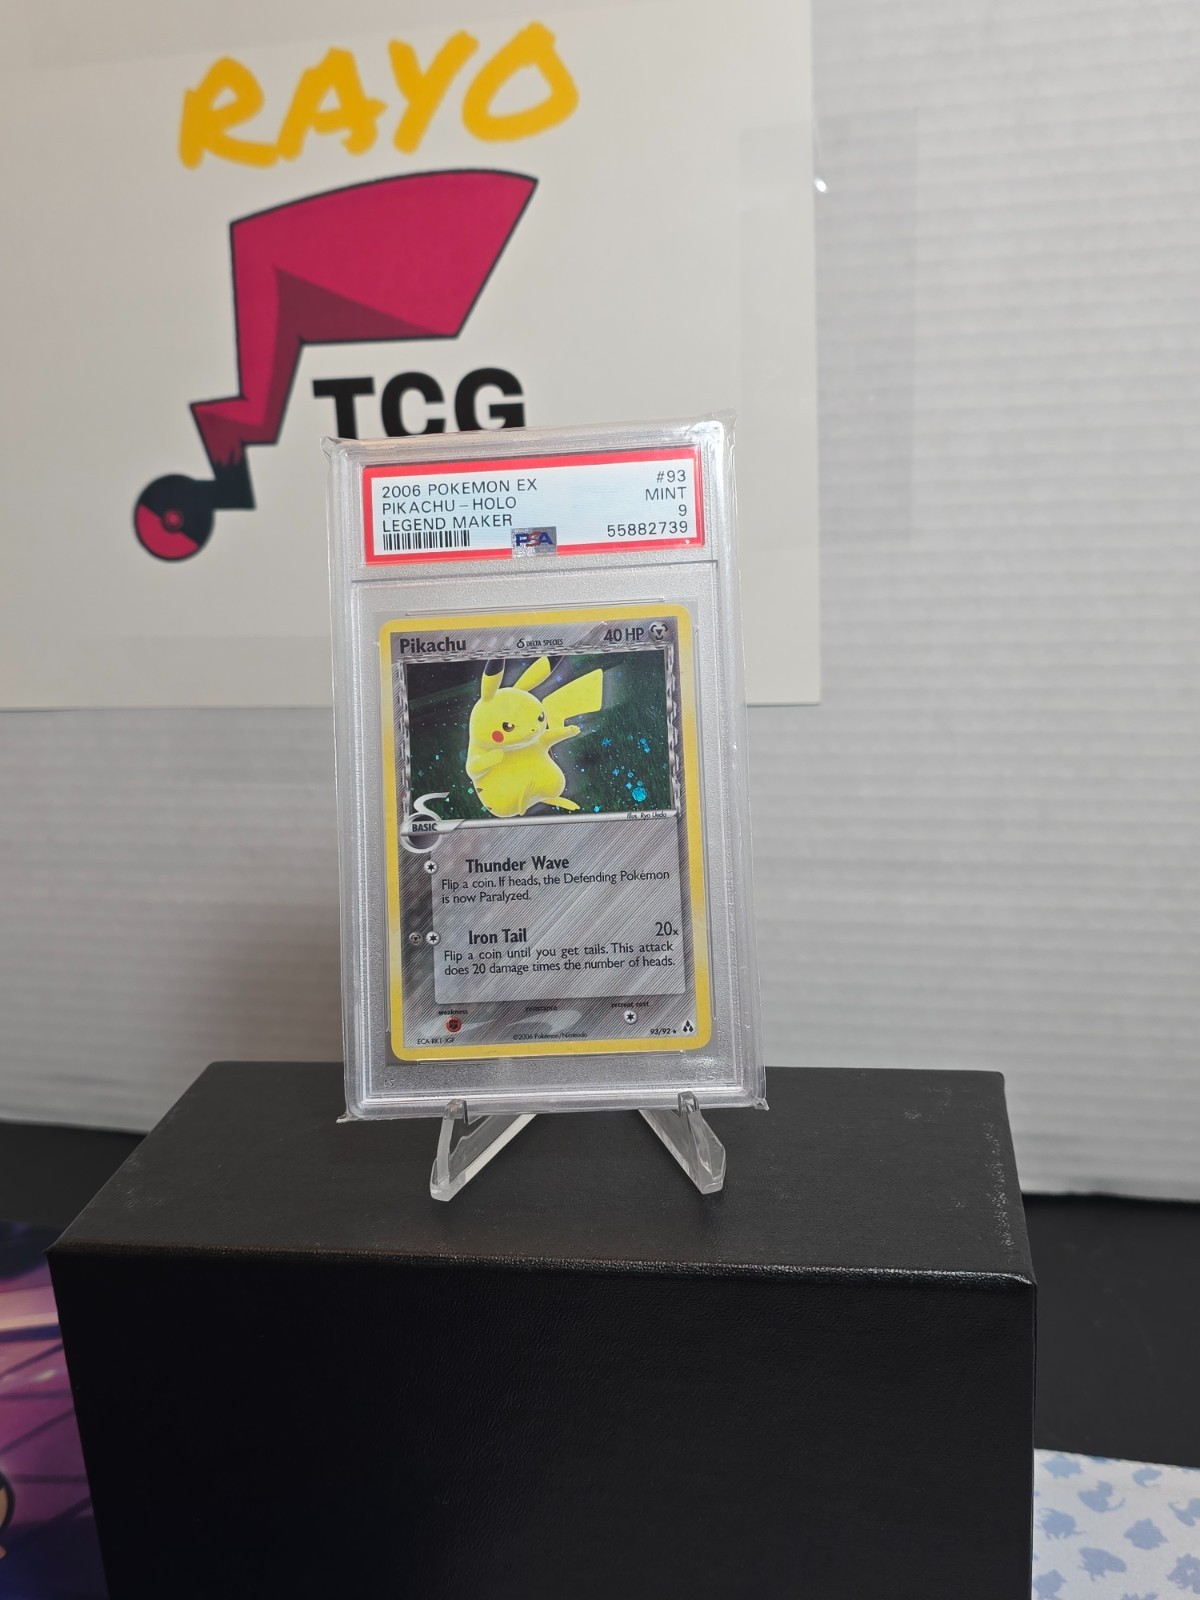 RAYO
TCG
2006 POKEMON EX
PIKACHU - HOLO
LEGEND MAKER
#93
MINT
9
55882739
PSA
Pikachu
δ DELTA SPECIES
40 HP
BASIC
Illus. Ryo Ueda
Thunder Wave
Flip a coin. If heads, the Defending Pokémon
is now Paralyzed.
Iron Tail
20x
Flip a coin until you get tails. This attack
does 20 damage times the number of heads.
weakness
resistance
retreat cost
©2006 Pokémon/Nintendo
93/92 ★